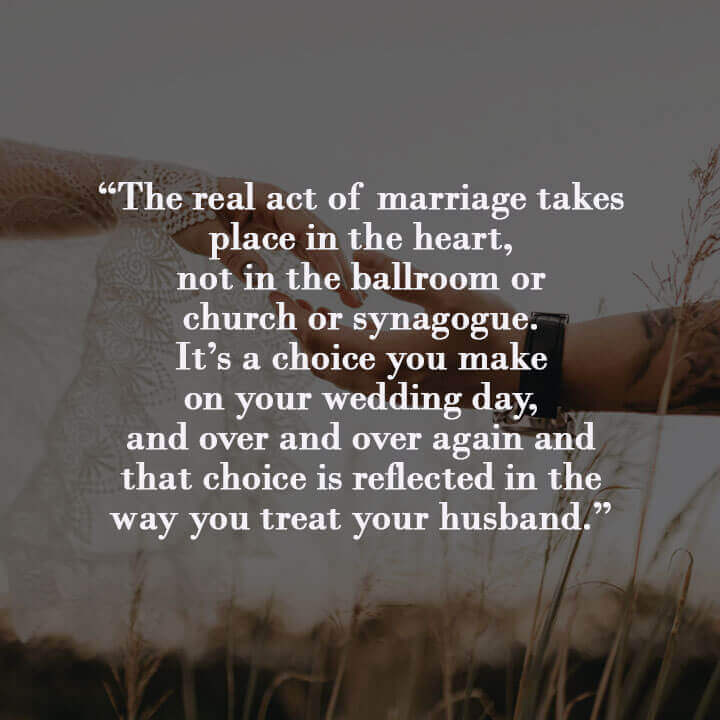 “The real act of marriage takes
place in the heart,
not in the ballroom or
church or synagogue.
It’s a choice you make
on your wedding day,
and over and over again and
that choice is reflected in the
way you treat your husband.”